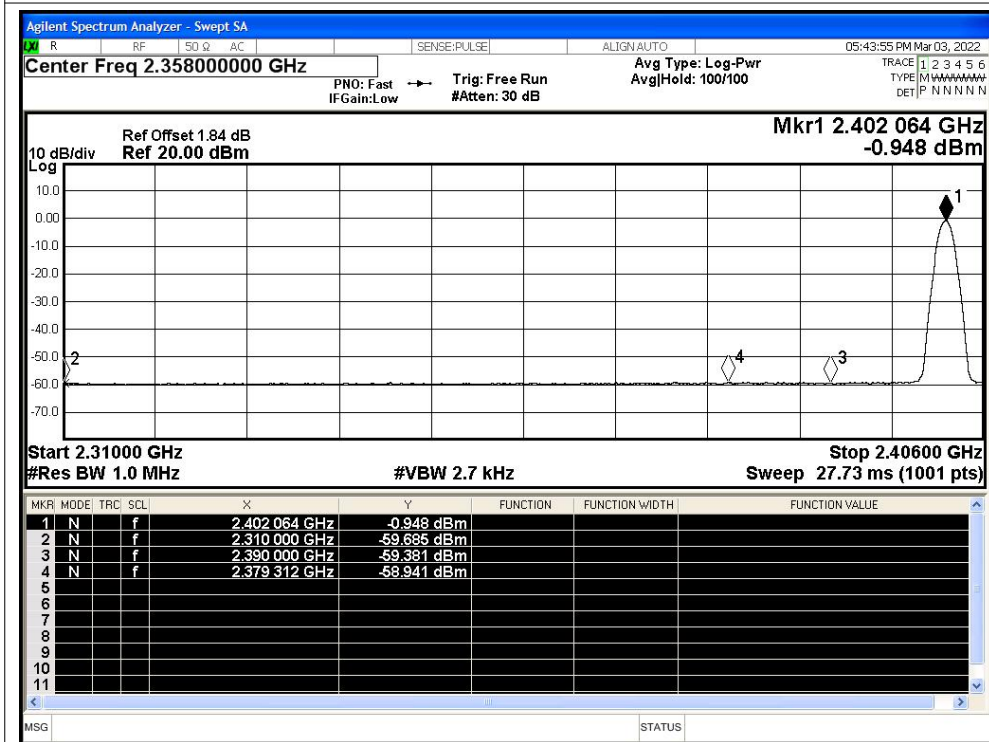 Agilent Spectrum Analyzer - Swept SA
LXI R RF 50 Ω AC SENSE:PULSE ALIGN AUTO 05:43:55 PM Mar 03, 2022
Center Freq 2.358000000 GHz
PNO: Fast
IFGain:Low
Trig: Free Run
#Atten: 30 dB
Avg Type: Log-Pwr
Avg|Hold: 100/100
TRACE 1 2 3 4 5 6
TYPE M
DET P N N N N N
Mkr1 2.402 064 GHz
-0.948 dBm
Ref Offset 1.84 dB
10 dB/div Ref 20.00 dBm
Log
10.0
0.00
-10.0
-20.0
-30.0
-40.0
-50.0
-60.0
-70.0
1
2
4
3
Start 2.31000 GHz Stop 2.40600 GHz
#Res BW 1.0 MHz #VBW 2.7 kHz Sweep 27.73 ms (1001 pts)
MKR MODE TRC SCL X Y FUNCTION FUNCTION WIDTH FUNCTION VALUE
1 N f 2.402 064 GHz -0.948 dBm
2 N f 2.310 000 GHz -59.685 dBm
3 N f 2.390 000 GHz -59.381 dBm
4 N f 2.379 312 GHz -58.941 dBm
5
6
7
8
9
10
11
MSG STATUS